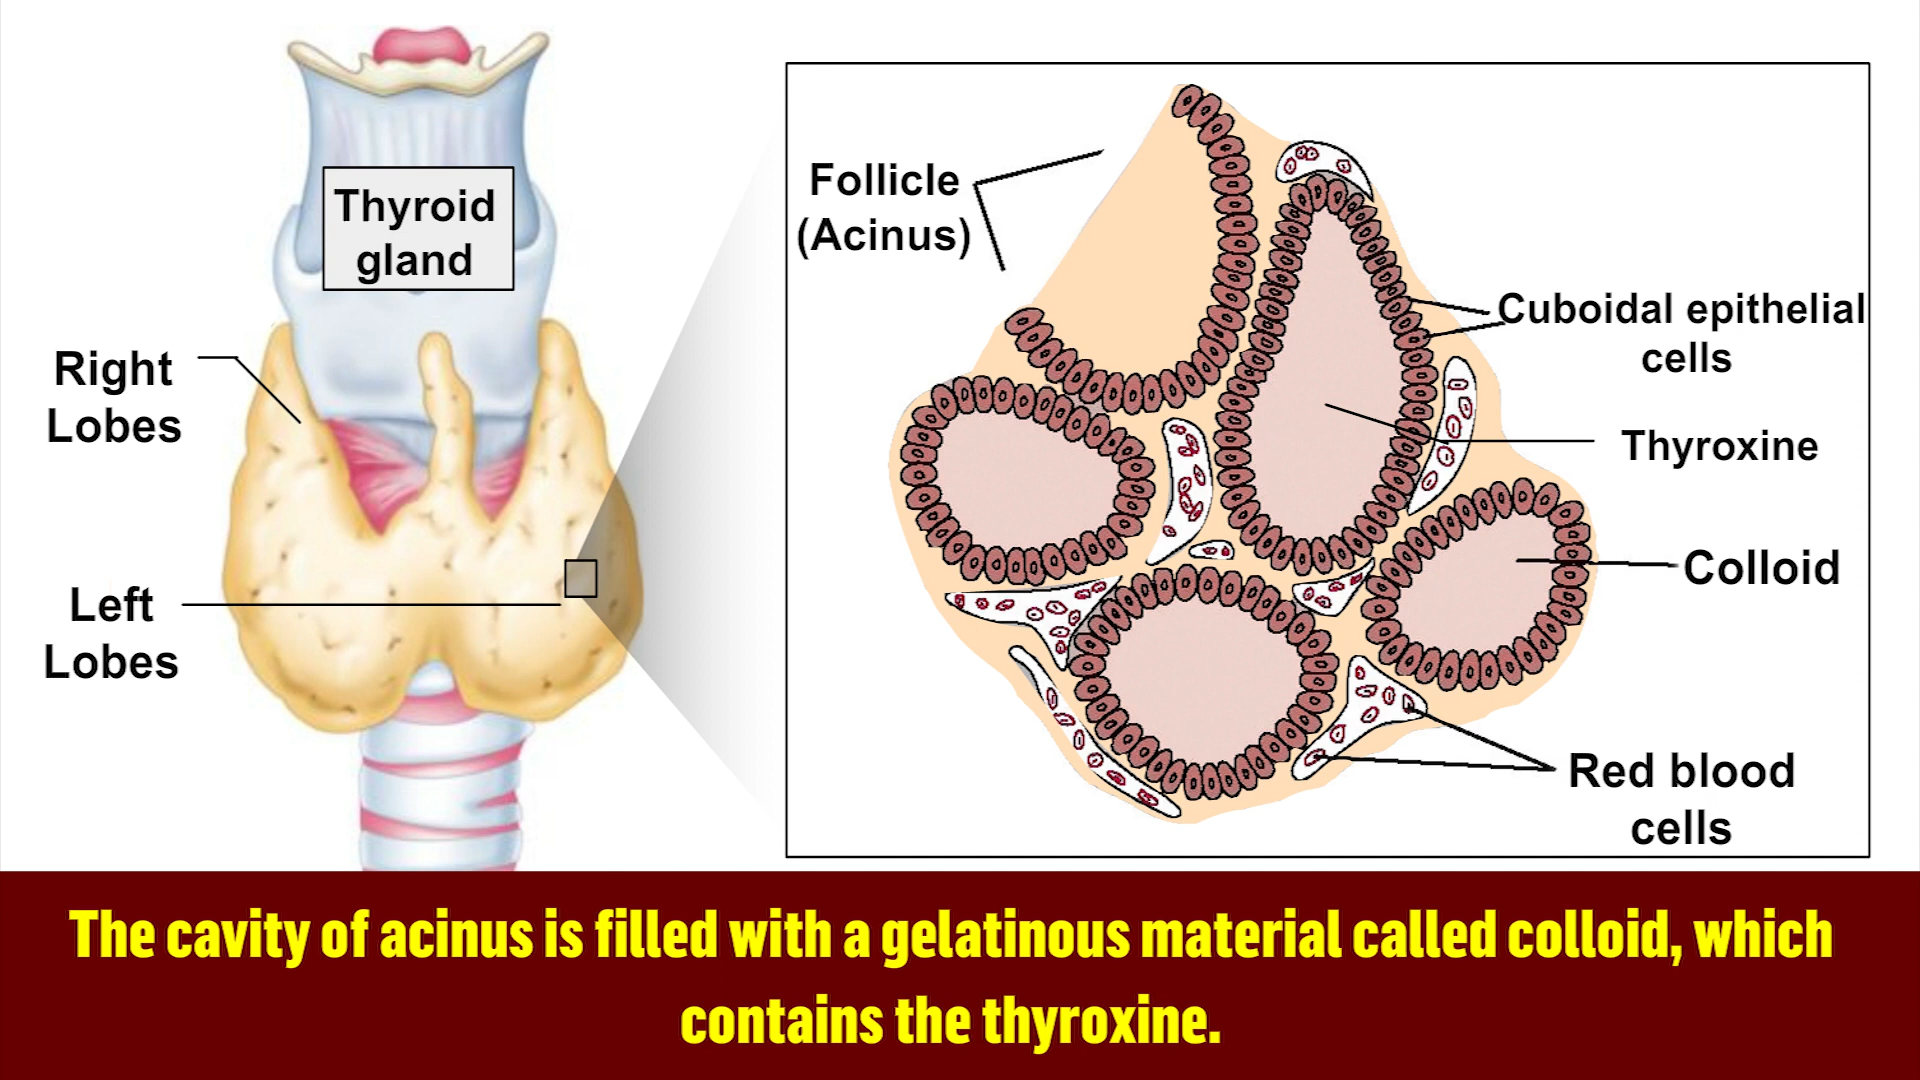 Thyroid
gland
Right
Lobes
Left
Lobes
Follicle
(Acinus)
Cuboidal epithelial
cells
Thyroxine
Colloid
Red blood
cells
The cavity of acinus is filled with a gelatinous material called colloid, which
contains the thyroxine.